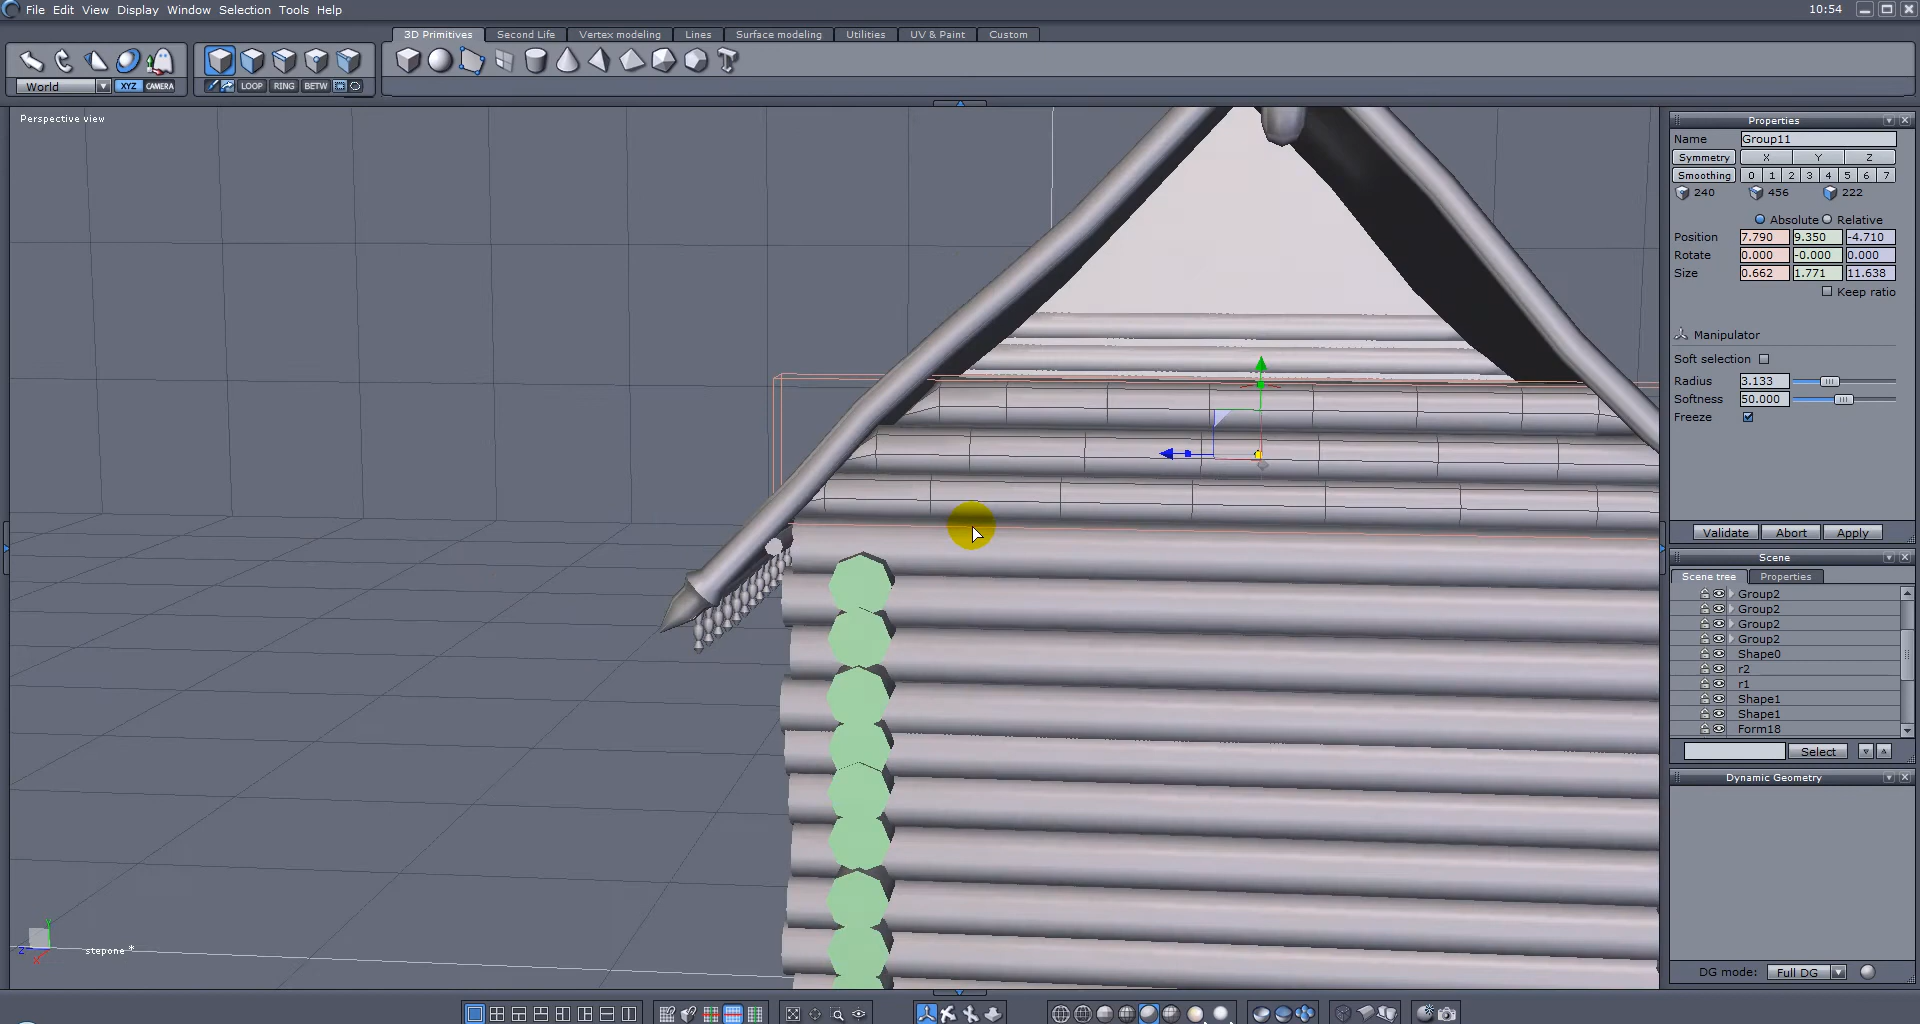 File Edit View Display Window Selection Tools Help
10:54
3D Primitives Second Life Vertex modeling Lines Surface modeling Utilities UV & Paint Custom
World
XYZ CAMERA
LOOP RING BETW
Perspective view
Properties
Name Group11
Symmetry X Y Z
Smoothing 0 1 2 3 4 5 6 7
240 456 222
Absolute Relative
Position 7.790 9.350 -4.710
Rotate 0.000 -0.000 0.000
Size 0.662 1.771 11.638
Keep ratio
Manipulator
Soft selection
Radius 3.133
Softness 50.000
Freeze
Validate Abort Apply
Scene
Scene tree Properties
Group2
Group2
Group2
Group2
Shape0
r2
r1
Shape1
Shape1
Form18
Select
Dynamic Geometry
DG mode: Full DG
Y
Z
X
stepone *